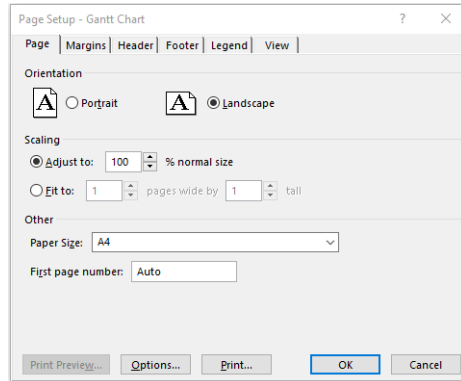 Page Setup - Gantt Chart
Page Margins Header Footer Legend View
Orientation
A Portrait A Landscape
Scaling
Adjust to: 100 % normal size
Fit to: 1 pages wide by 1 tall
Other
Paper Size: A4
First page number: Auto
Print Preview... Options... Print... OK Cancel